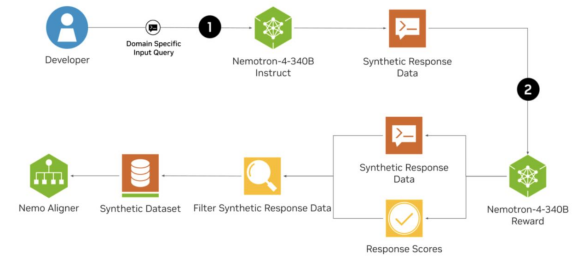 1
Domain Specific
Input Query
Developer
Nemotron-4-340B
Instruct
Synthetic Response
Data
2
Synthetic Response
Data
Nemo Aligner
Synthetic Dataset
Filter Synthetic Response Data
Nemotron-4-340B
Reward
Response Scores